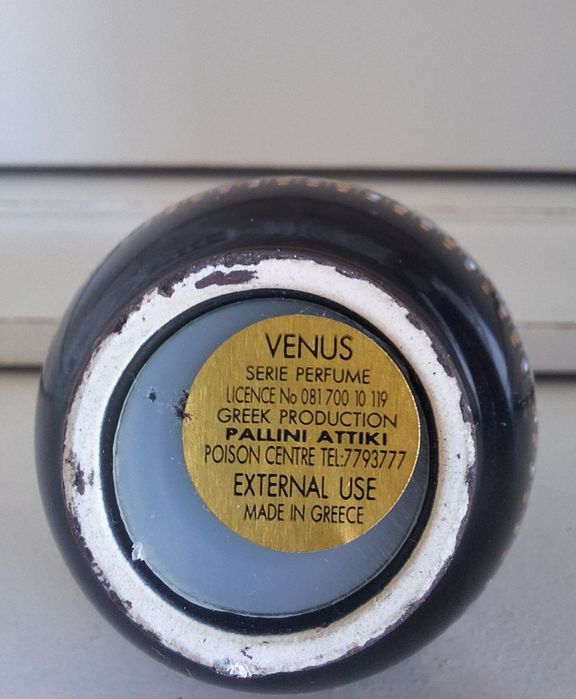 VENUS
SERIE PERFUME
LICENCE No 081 700 10 119
GREEK PRODUCTION
PALLINI ATTIKI
POISON CENTRE TEL:7793777
EXTERNAL USE
MADE IN GREECE